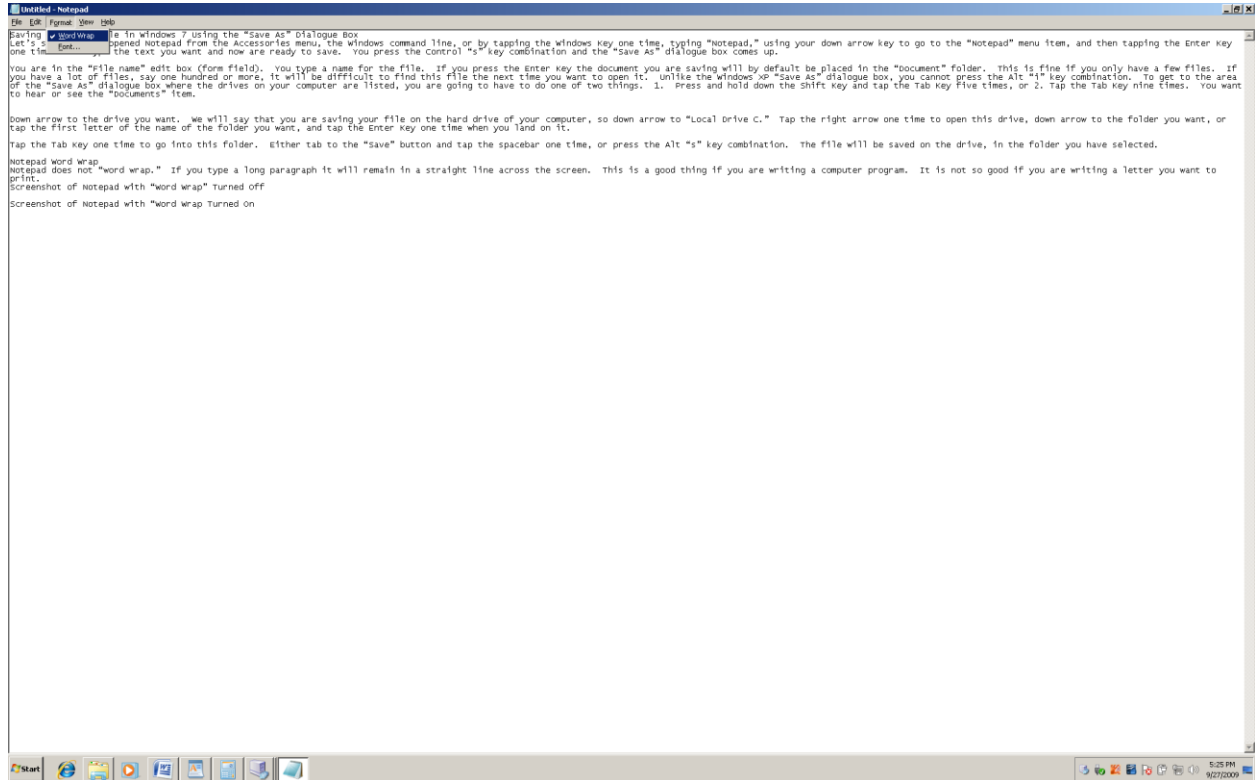 Untitled - Notepad
File Edit Format View Help
Word Wrap
Font...
Saving le in Windows 7 Using the “Save As” Dialogue Box
Let’s s opened Notepad from the Accessories menu, the Windows command line, or by tapping the Windows Key one time, typing “Notepad,” using your down arrow key to go to the “Notepad” menu item, and then tapping the Enter Key
one tim the text you want and now are ready to save. You press the Control “s” key combination and the “Save As” dialogue box comes up.
You are in the “File name” edit box (form field). You type a name for the file. If you press the Enter Key the document you are saving will by default be placed in the “Document” folder. This is fine if you only have a few files. If
you have a lot of files, say one hundred or more, it will be difficult to find this file the next time you want to open it. Unlike the Windows XP “Save As” dialogue box, you cannot press the Alt “i” key combination. To get to the area
of the “Save As” dialogue box where the drives on your computer are listed, you are going to have to do one of two things. 1. Press and hold down the Shift Key and tap the Tab Key five times, or 2. Tap the Tab Key nine times. You want
to hear or see the “Documents” item.
Down arrow to the drive you want. We will say that you are saving your file on the hard drive of your computer, so down arrow to “Local Drive C.” Tap the right arrow one time to open this drive, down arrow to the folder you want, or
tap the first letter of the name of the folder you want, and tap the Enter Key one time when you land on it.
Tap the Tab Key one time to go into this folder. Either tab to the “Save” button and tap the spacebar one time, or press the Alt “s” key combination. The file will be saved on the drive, in the folder you have selected.
Notepad Word Wrap
Notepad does not “word wrap.” If you type a long paragraph it will remain in a straight line across the screen. This is a good thing if you are writing a computer program. It is not so good if you are writing a letter you want to
print.
Screenshot of Notepad with “Word Wrap” Turned Off
Screenshot of Notepad with “Word Wrap Turned On
Start
5:25 PM
9/27/2009